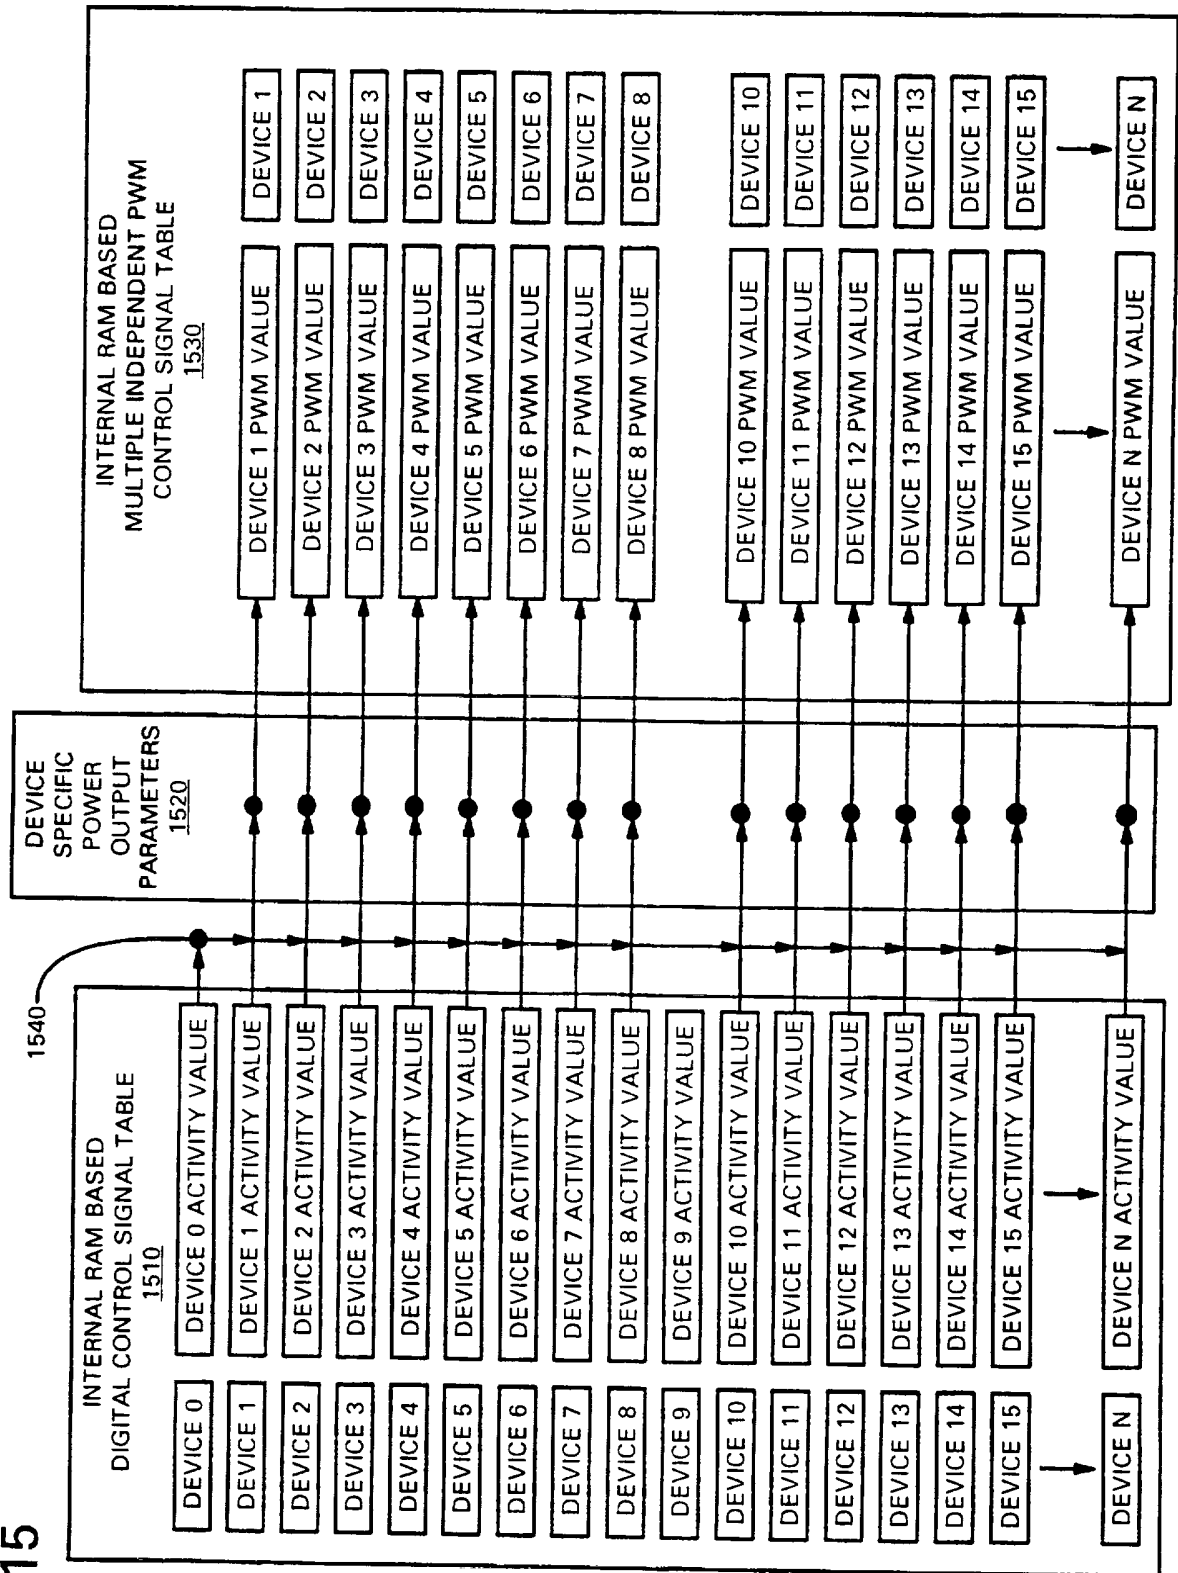 15
INTERNAL RAM BASED
DIGITAL CONTROL SIGNAL TABLE
1510
DEVICE 0 DEVICE 0 ACTIVITY VALUE
DEVICE 1 DEVICE 1 ACTIVITY VALUE
DEVICE 2 DEVICE 2 ACTIVITY VALUE
DEVICE 3 DEVICE 3 ACTIVITY VALUE
DEVICE 4 DEVICE 4 ACTIVITY VALUE
DEVICE 5 DEVICE 5 ACTIVITY VALUE
DEVICE 6 DEVICE 6 ACTIVITY VALUE
DEVICE 7 DEVICE 7 ACTIVITY VALUE
DEVICE 8 DEVICE 8 ACTIVITY VALUE
DEVICE 9 DEVICE 9 ACTIVITY VALUE
DEVICE 10 DEVICE 10 ACTIVITY VALUE
DEVICE 11 DEVICE 11 ACTIVITY VALUE
DEVICE 12 DEVICE 12 ACTIVITY VALUE
DEVICE 13 DEVICE 13 ACTIVITY VALUE
DEVICE 14 DEVICE 14 ACTIVITY VALUE
DEVICE 15 DEVICE 15 ACTIVITY VALUE
DEVICE N DEVICE N ACTIVITY VALUE
1540
DEVICE
SPECIFIC
POWER
OUTPUT
PARAMETERS
1520
INTERNAL RAM BASED
MULTIPLE INDEPENDENT PWM
CONTROL SIGNAL TABLE
1530
DEVICE 1 PWM VALUE DEVICE 1
DEVICE 2 PWM VALUE DEVICE 2
DEVICE 3 PWM VALUE DEVICE 3
DEVICE 4 PWM VALUE DEVICE 4
DEVICE 5 PWM VALUE DEVICE 5
DEVICE 6 PWM VALUE DEVICE 6
DEVICE 7 PWM VALUE DEVICE 7
DEVICE 8 PWM VALUE DEVICE 8
DEVICE 10 PWM VALUE DEVICE 10
DEVICE 11 PWM VALUE DEVICE 11
DEVICE 12 PWM VALUE DEVICE 12
DEVICE 13 PWM VALUE DEVICE 13
DEVICE 14 PWM VALUE DEVICE 14
DEVICE 15 PWM VALUE DEVICE 15
DEVICE N PWM VALUE DEVICE N